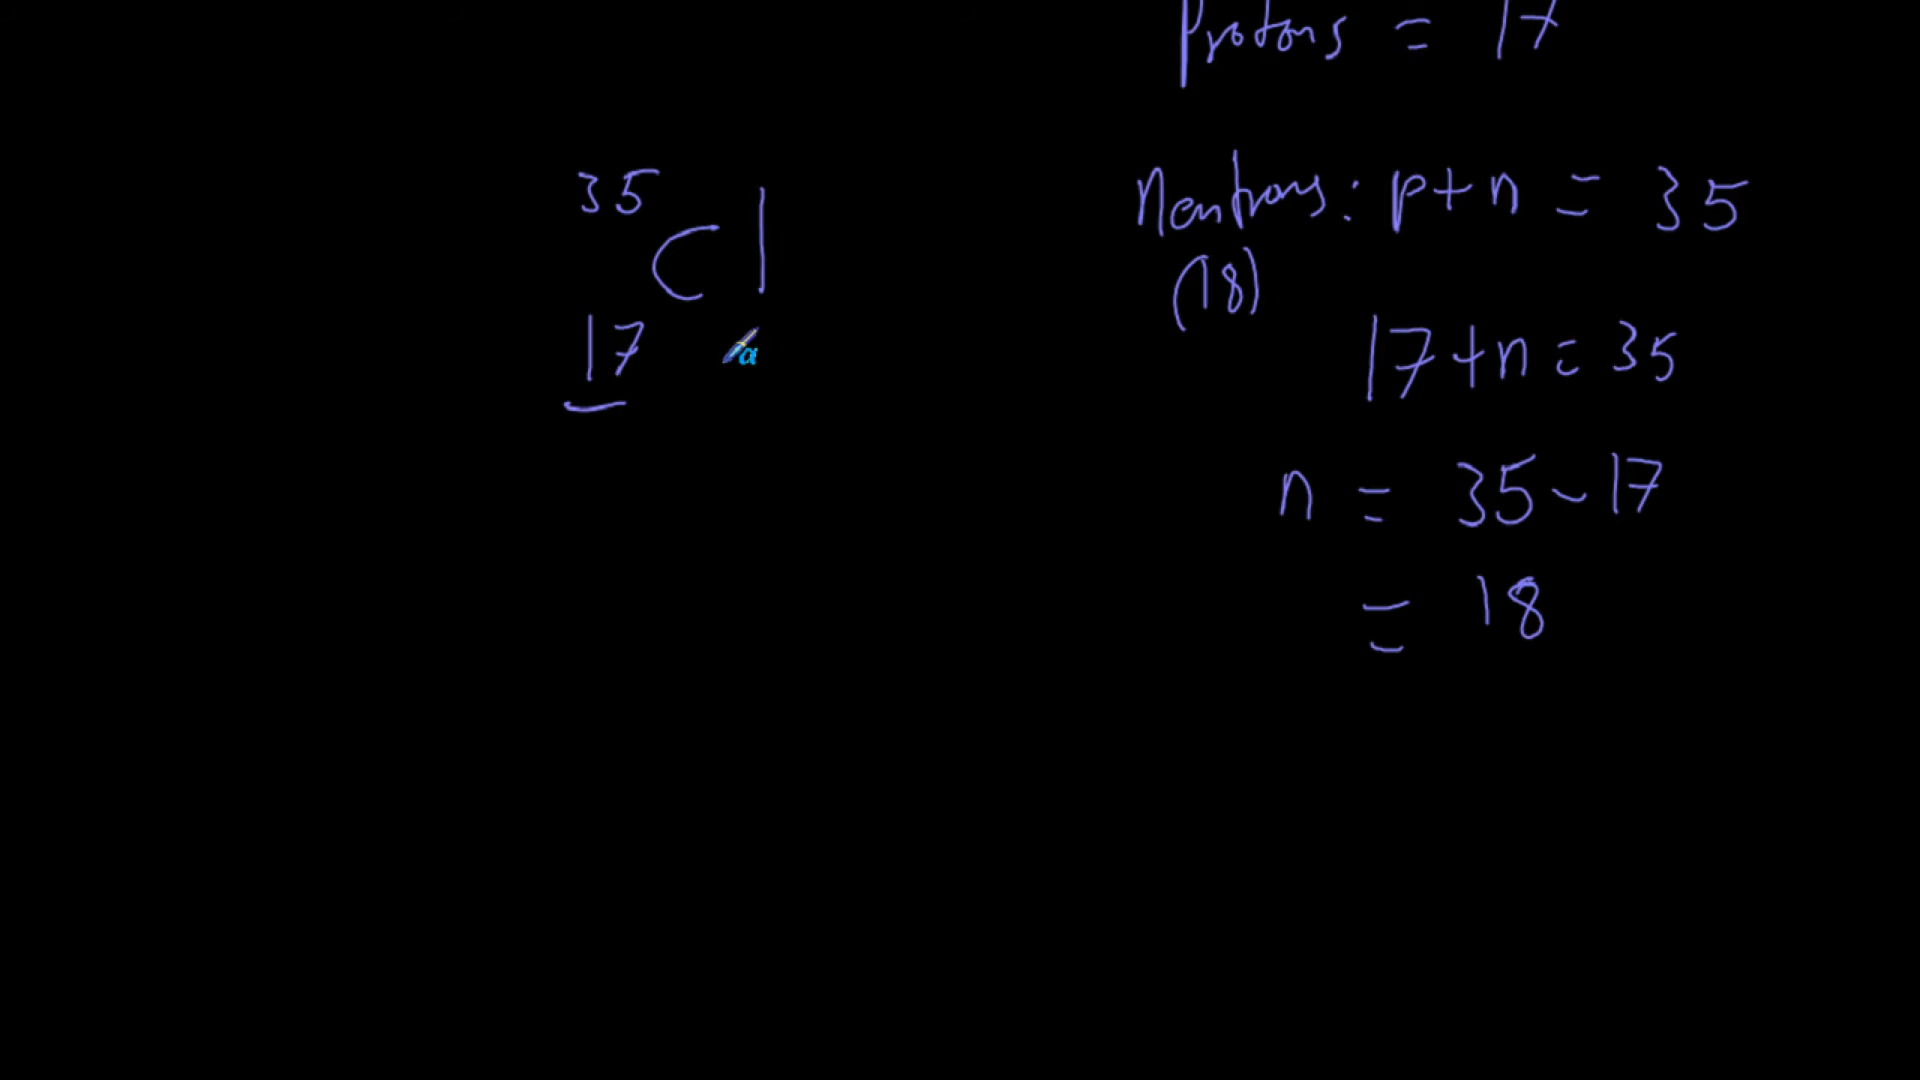 Protons = 17
35
Cl
17
Neutrons: p+n = 35
(18)
17+n = 35
n = 35-17
= 18